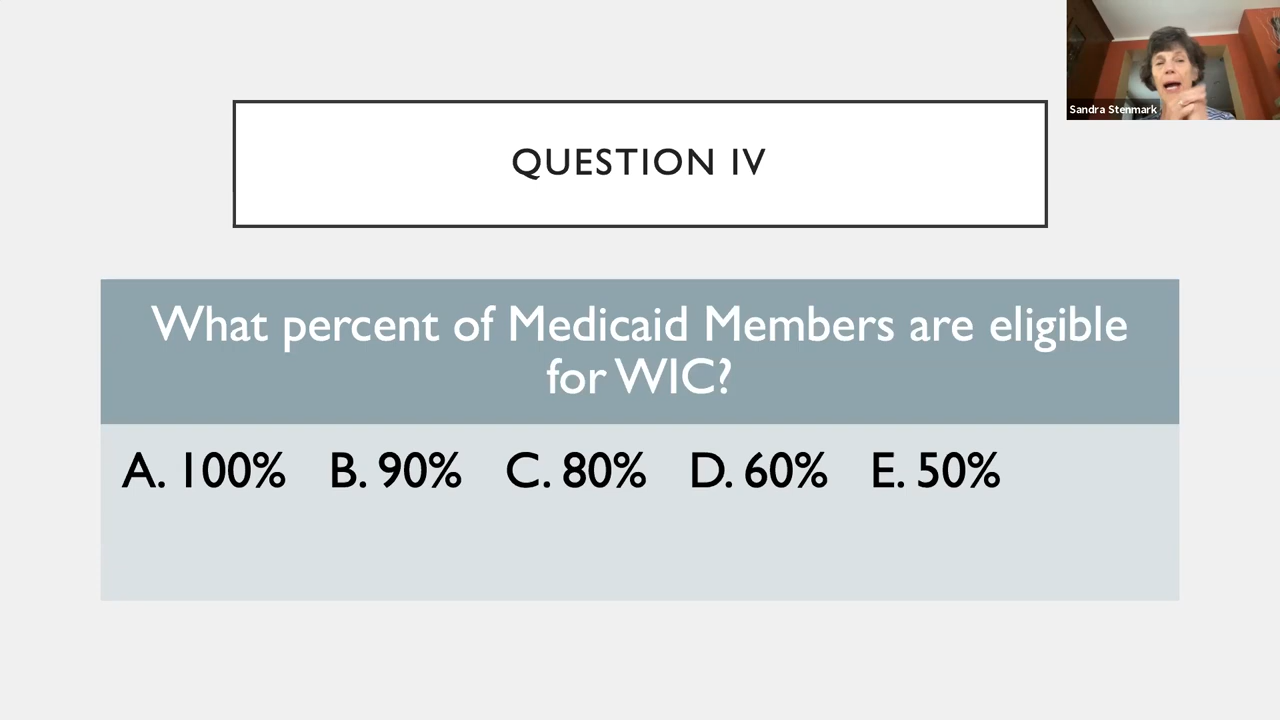 Sandra Stenmark
QUESTION IV
What percent of Medicaid Members are eligible
for WIC?
A. 100% B. 90% C. 80% D. 60% E. 50%